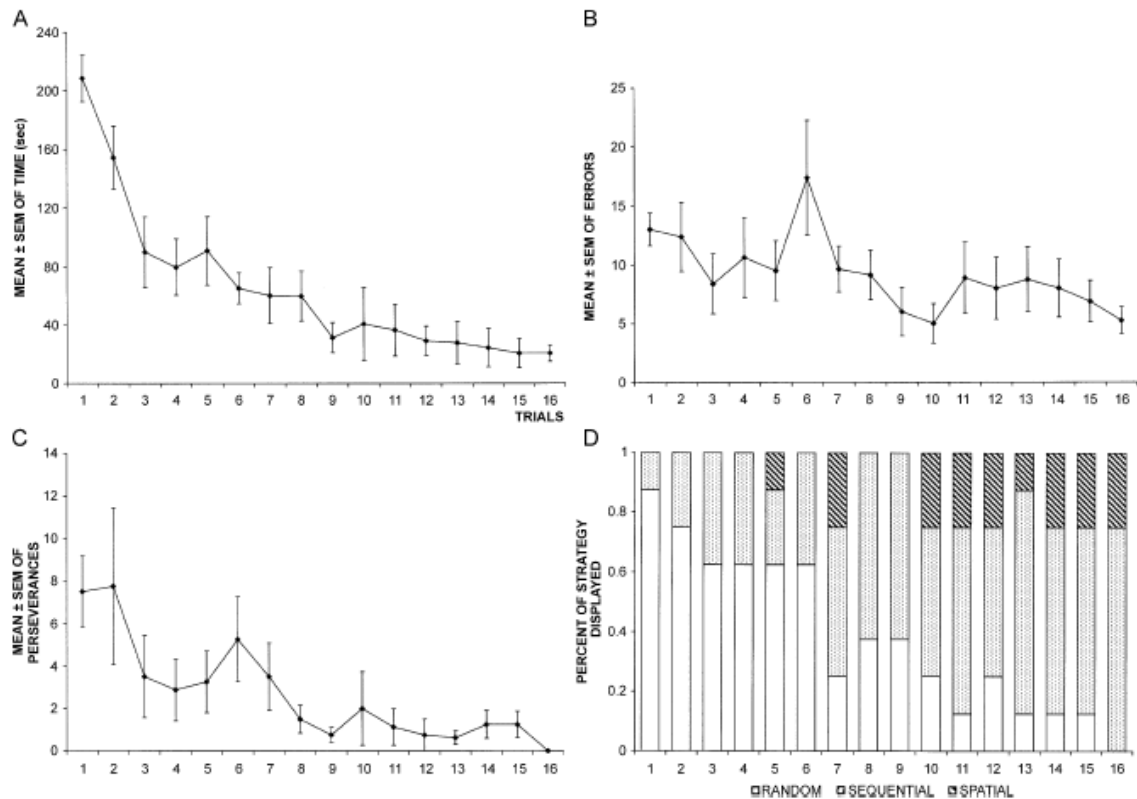 A
MEAN ± SEM OF TIME (sec)
240
200
160
120
80
40
0
1 2 3 4 5 6 7 8 9 10 11 12 13 14 15 16
TRIALS
B
MEAN ± SEM OF ERRORS
25
20
15
10
5
0
1 2 3 4 5 6 7 8 9 10 11 12 13 14 15 16
C
MEAN ± SEM OF
PERSEVERANCES
14
12
10
8
6
4
2
0
1 2 3 4 5 6 7 8 9 10 11 12 13 14 15 16
D
PERCENT OF STRATEGY
DISPLAYED
1
0.8
0.6
0.4
0.2
0
1 2 3 4 5 6 7 8 9 10 11 12 13 14 15 16
RANDOM SEQUENTIAL SPATIAL